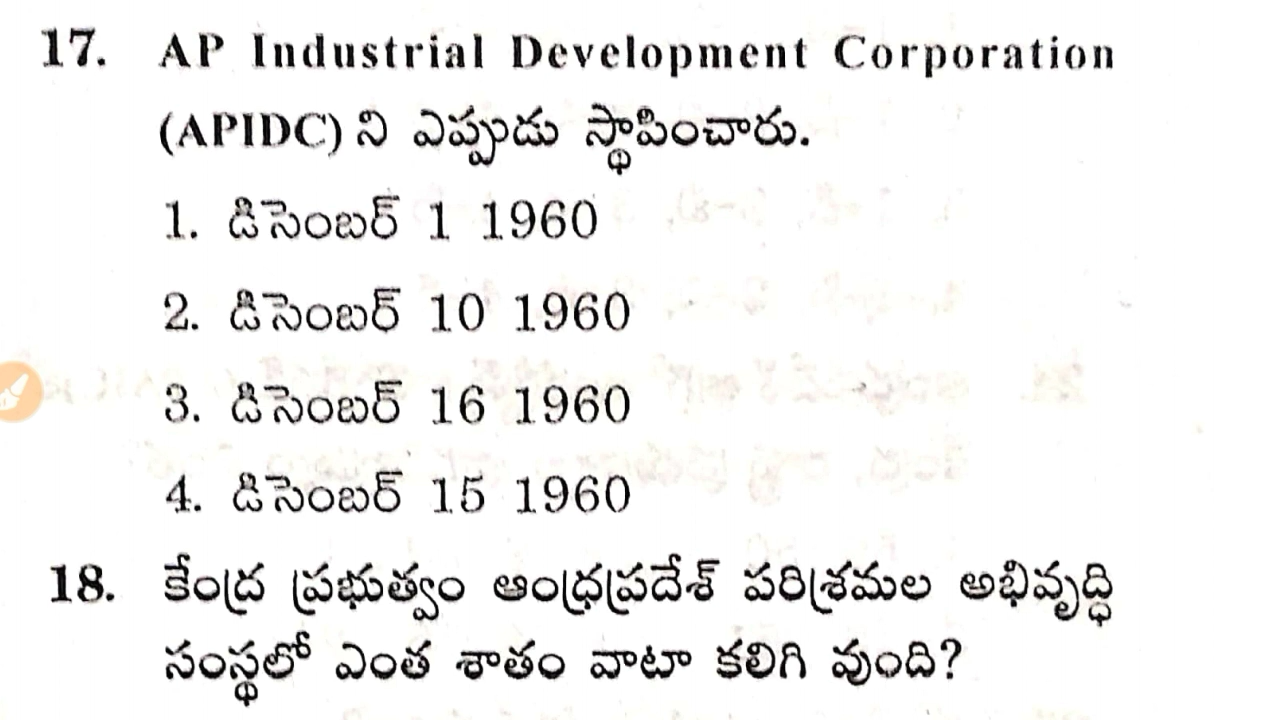 17. AP Industrial Development Corporation
(APIDC) ని ఎప్పుడు స్థాపించారు.
1. డిసెంబర్ 1 1960
2. డిసెంబర్ 10 1960
3. డిసెంబర్ 16 1960
4. డిసెంబర్ 15 1960
18. కేంద్ర ప్రభుత్వం ఆంధ్రప్రదేశ్ పరిశ్రమల అభివృద్ధి
సంస్థలో ఎంత శాతం వాటా కలిగి వుంది?